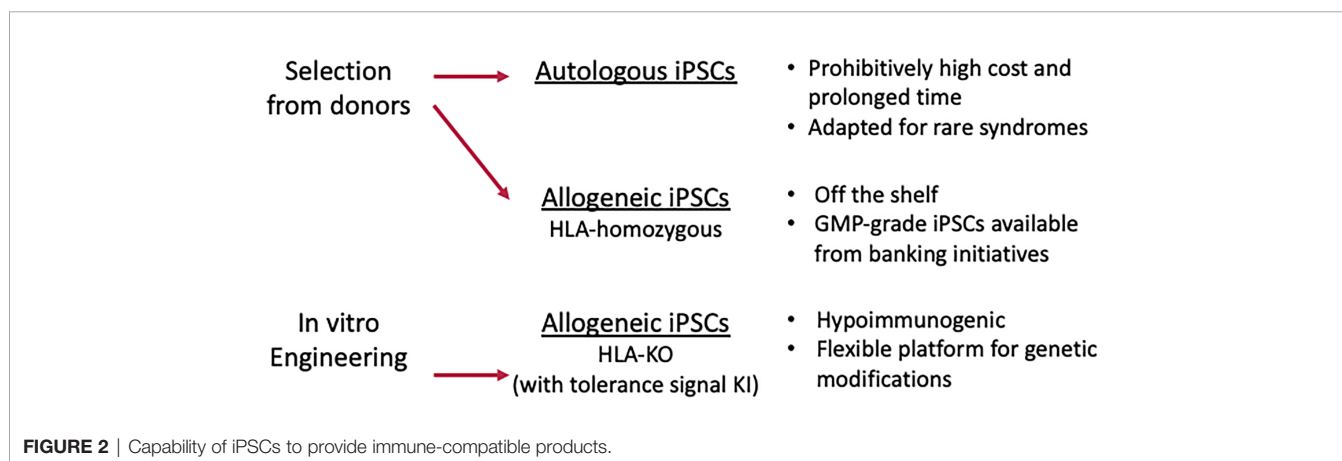 Selection
from donors
Autologous iPSCs
• Prohibitively high cost and
prolonged time
• Adapted for rare syndromes
Allogeneic iPSCs
HLA-homozygous
• Off the shelf
• GMP-grade iPSCs available
from banking initiatives
In vitro
Engineering
Allogeneic iPSCs
HLA-KO
(with tolerance signal KI)
• Hypoimmunogenic
• Flexible platform for genetic
modifications
FIGURE 2 | Capability of iPSCs to provide immune-compatible products.